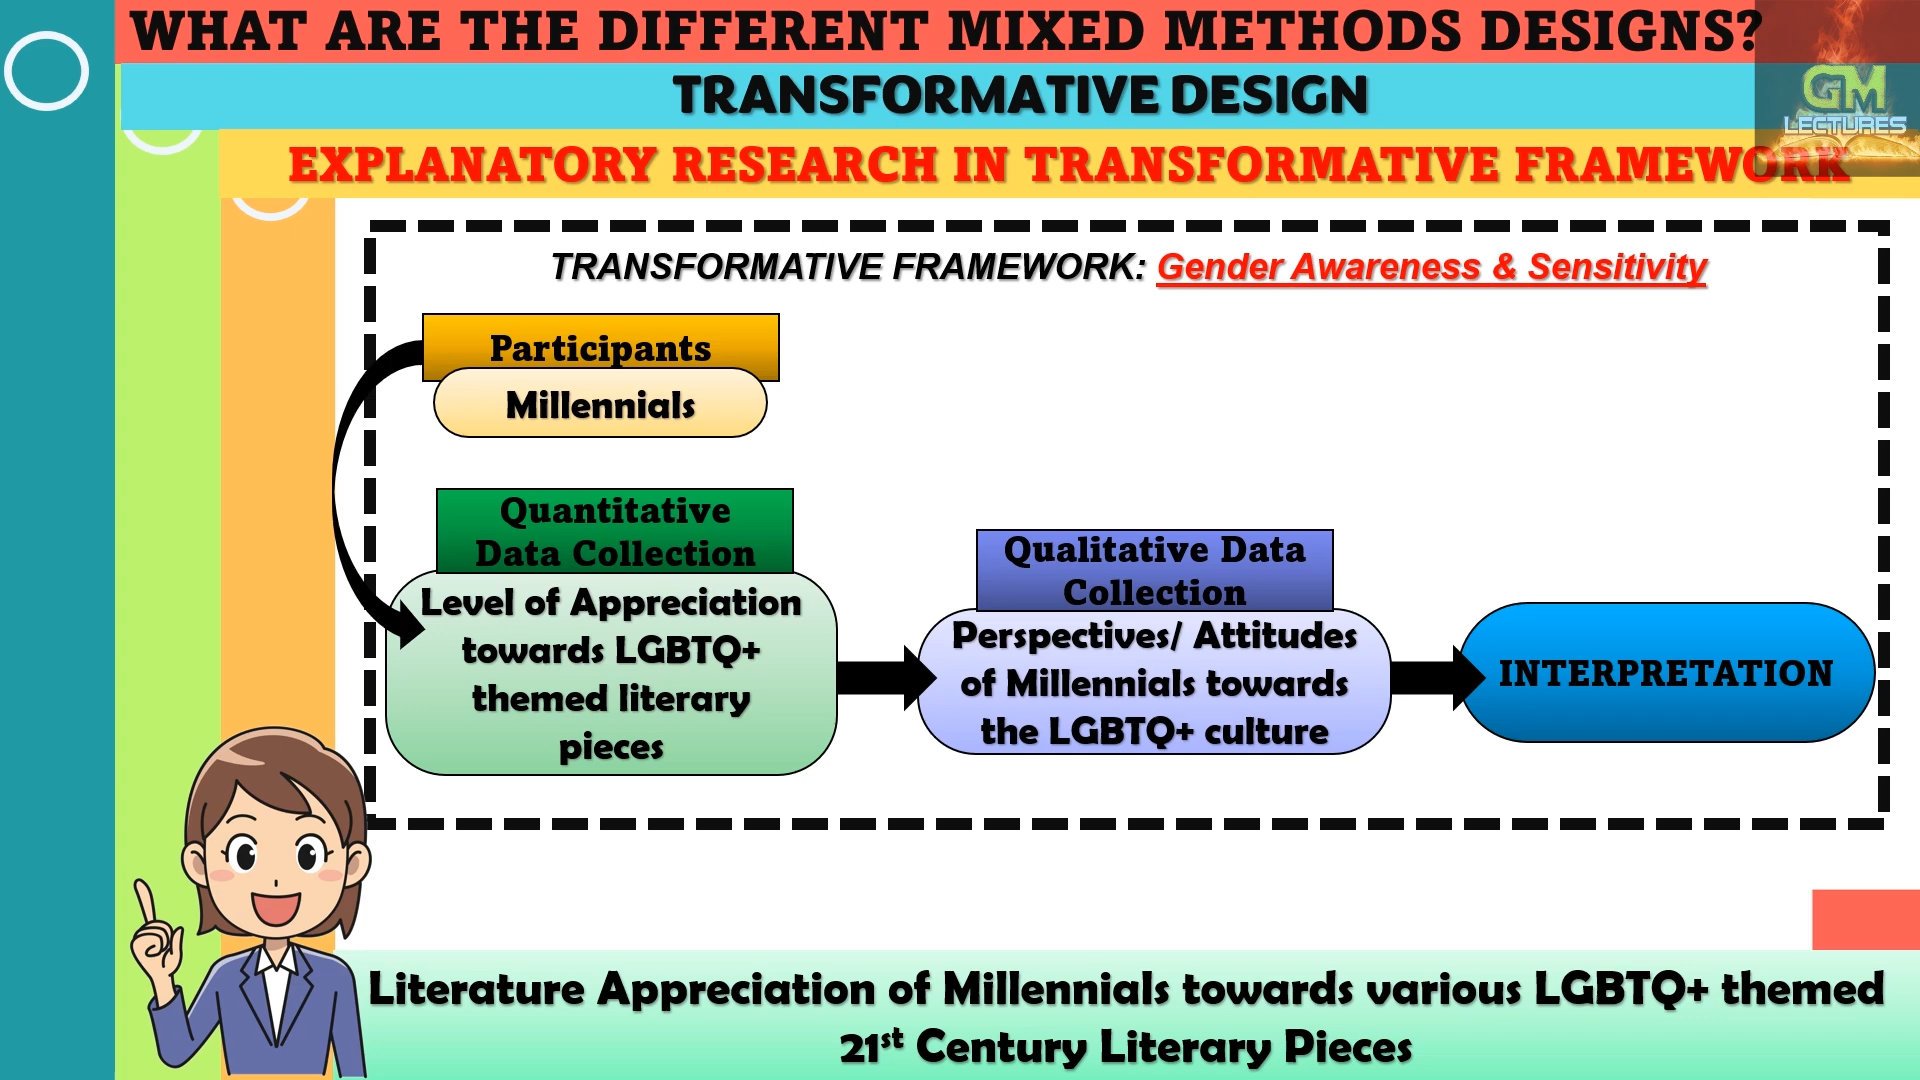 WHAT ARE THE DIFFERENT MIXED METHODS DESIGNS?
GM
LECTURES
TRANSFORMATIVE DESIGN
EXPLANATORY RESEARCH IN TRANSFORMATIVE FRAMEWORK
TRANSFORMATIVE FRAMEWORK: Gender Awareness & Sensitivity
Participants
Millennials
Quantitative
Data Collection
Level of Appreciation
towards LGBTQ+
themed literary
pieces
Qualitative Data
Collection
Perspectives/ Attitudes
of Millennials towards
the LGBTQ+ culture
INTERPRETATION
Literature Appreciation of Millennials towards various LGBTQ+ themed
21st Century Literary Pieces